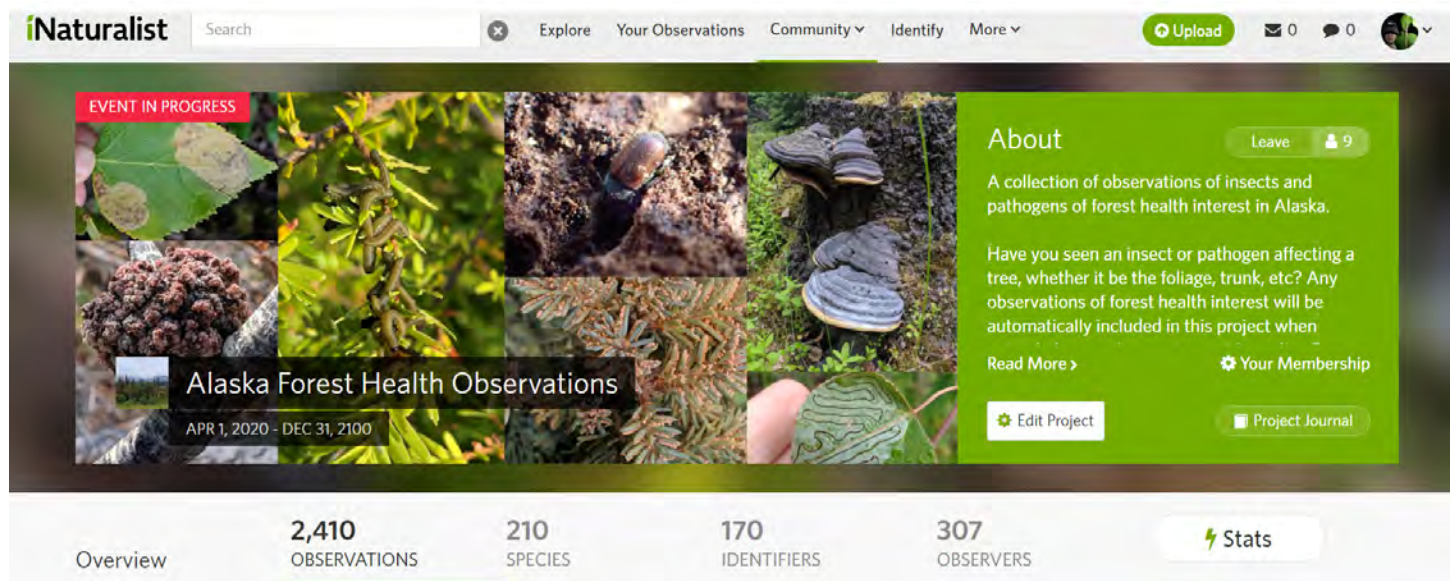 iNaturalist
Search
Explore
Your Observations
Community
Identify
More
Upload
0
0
EVENT IN PROGRESS
Alaska Forest Health Observations
APR 1, 2020 - DEC 31, 2100
About
Leave
9
A collection of observations of insects and
pathogens of forest health interest in Alaska.
Have you seen an insect or pathogen affecting a
tree, whether it be the foliage, trunk, etc? Any
observations of forest health interest will be
automatically included in this project when
Read More >
Your Membership
Edit Project
Project Journal
Overview
2,410
OBSERVATIONS
210
SPECIES
170
IDENTIFIERS
307
OBSERVERS
Stats